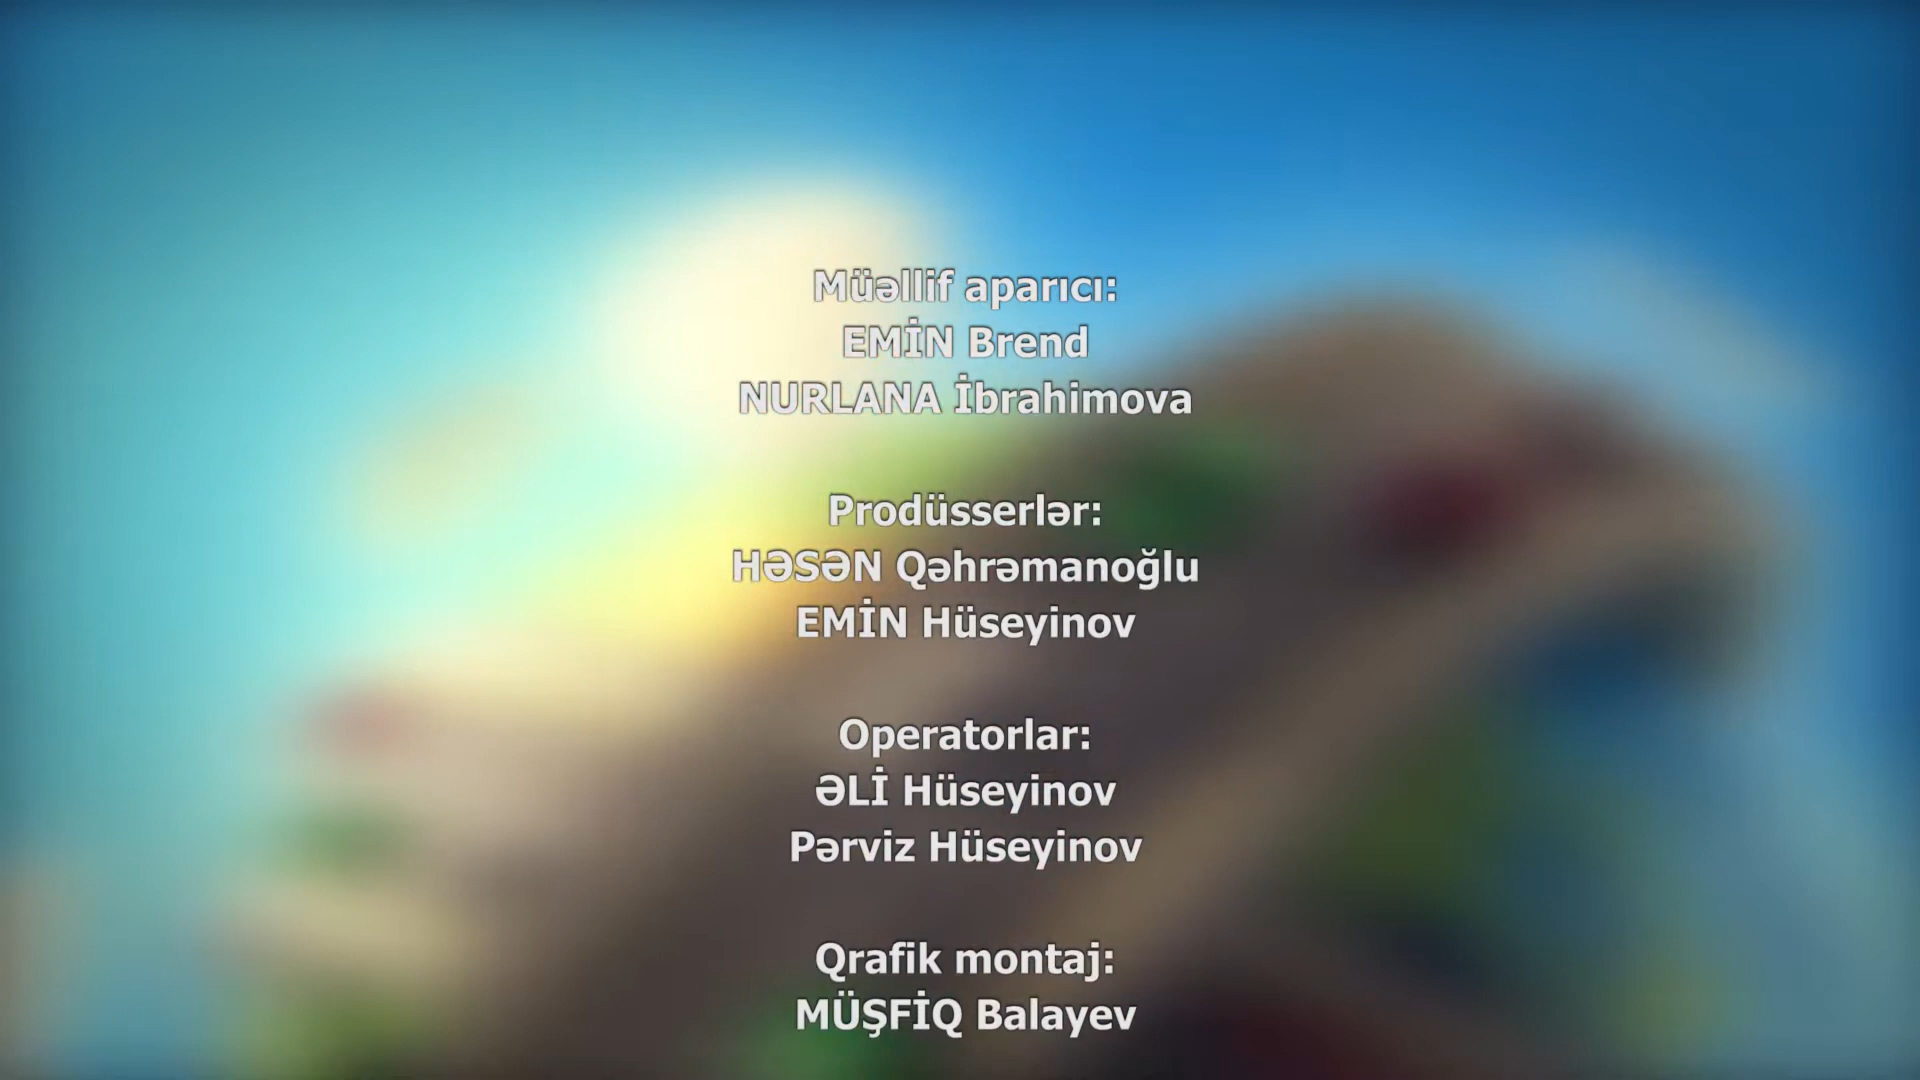 Müəllif aparıcı:
EMİN Brend
NURLANA İbrahimova
Prodüsserlər:
HƏSƏN Qəhrəmanoğlu
EMİN Hüseyinov
Operatorlar:
ƏLİ Hüseyinov
Pərviz Hüseyinov
Qrafik montaj:
MÜŞFİQ Balayev